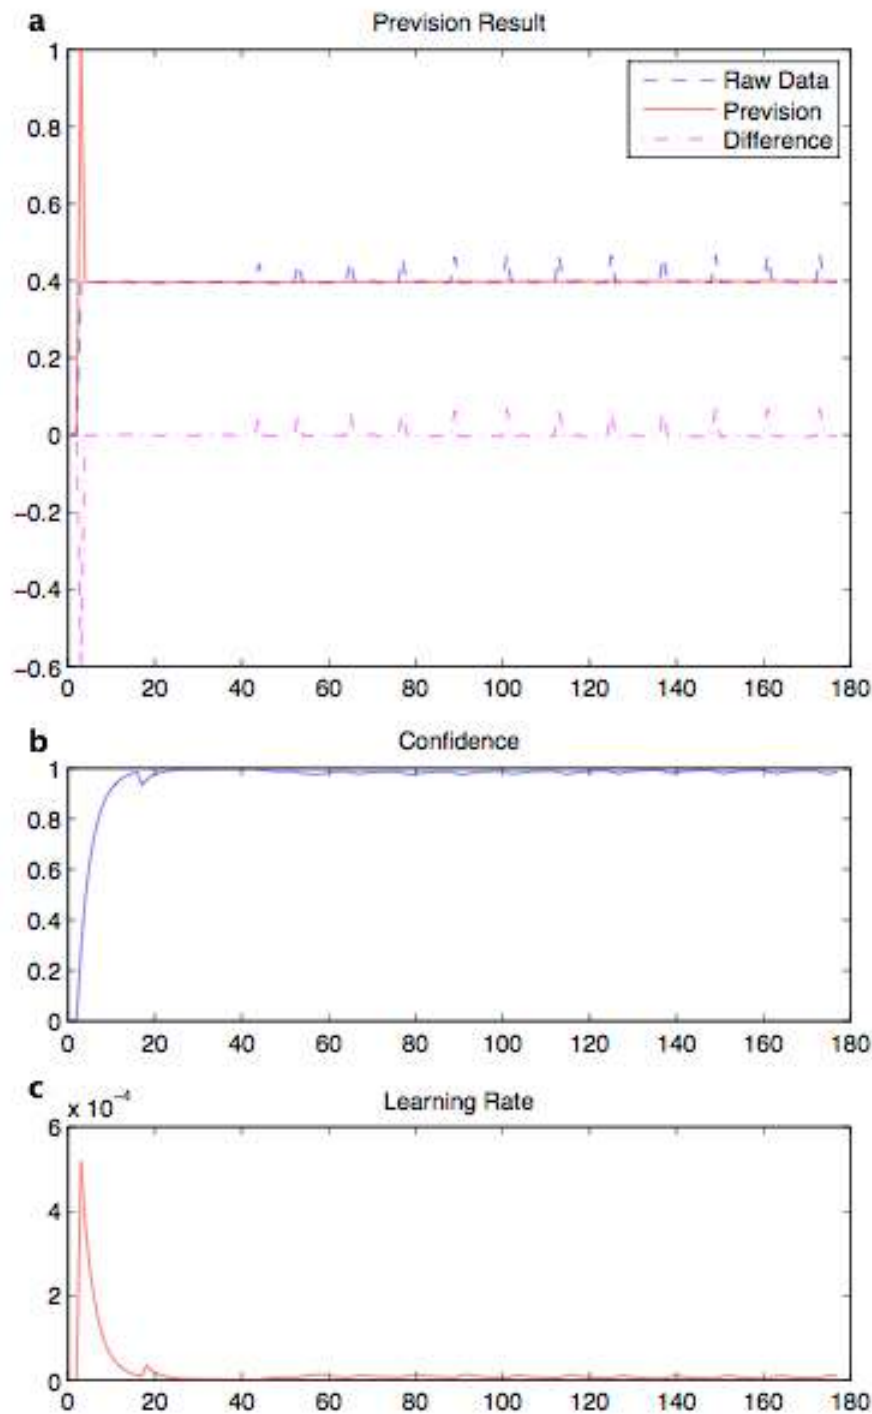 a
Prevision Result
1
0.8
0.6
0.4
0.2
0
−0.2
−0.4
−0.6
Raw Data
Prevision
Difference
0 20 40 60 80 100 120 140 160 180
b
Confidence
1
0.8
0.6
0.4
0.2
0
0 20 40 60 80 100 120 140 160 180
c
x 10⁻⁴
Learning Rate
6
4
2
0
0 20 40 60 80 100 120 140 160 180